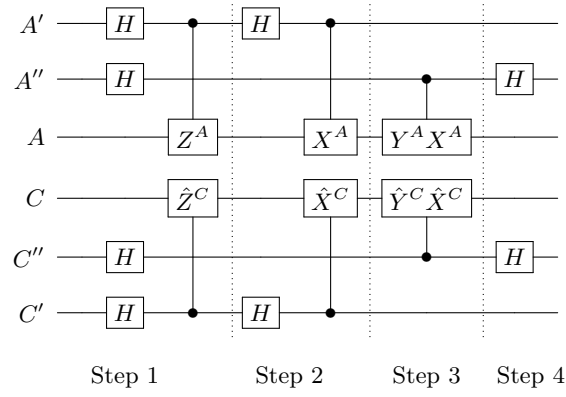 A′ H H
A″ H H
A Z^A X^A Y^A X^A
C Ẑ^C X̂^C Ŷ^C X̂^C
C″ H H
C′ H H
Step 1 Step 2 Step 3 Step 4